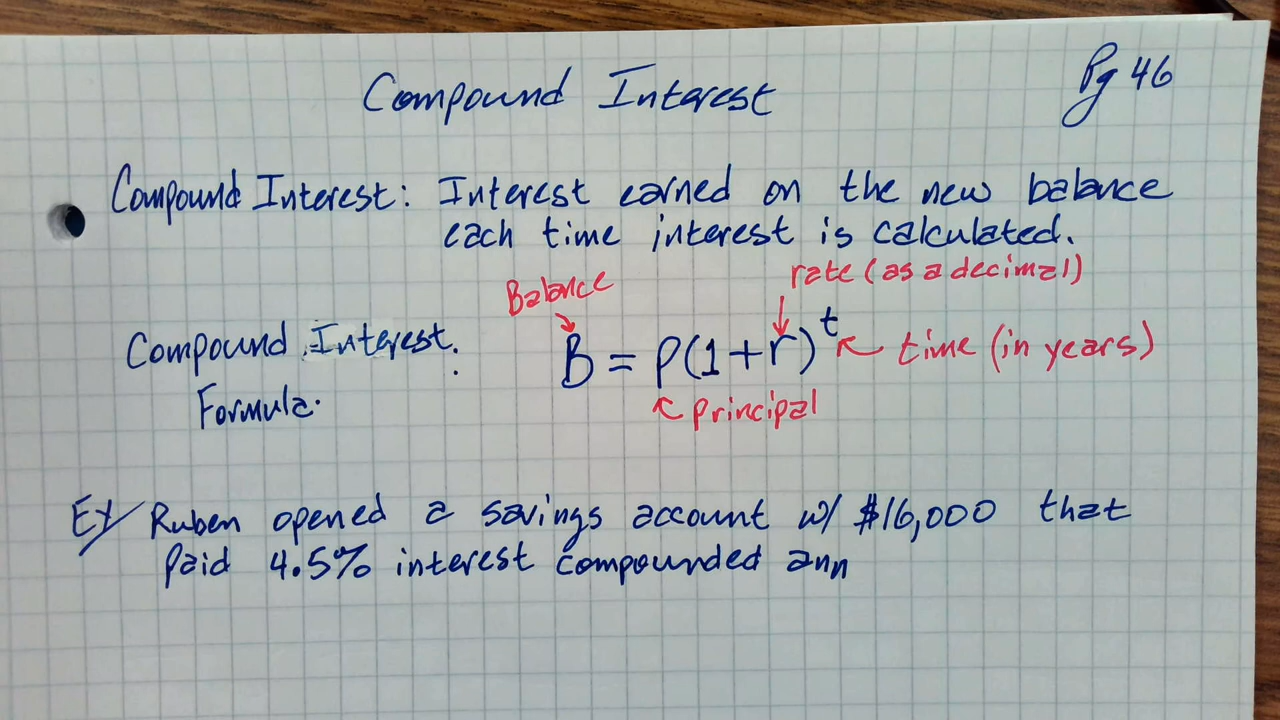 Compound Interest
Pg 46
Compound Interest: Interest earned on the new balance
each time interest is calculated.
rate (as a decimal)
Balance
Compound Interest.
Formula.
B = P(1+r)^t
time (in years)
principal
Ex Ruben opened a savings account w/ $16,000 that
paid 4.5% interest compounded ann